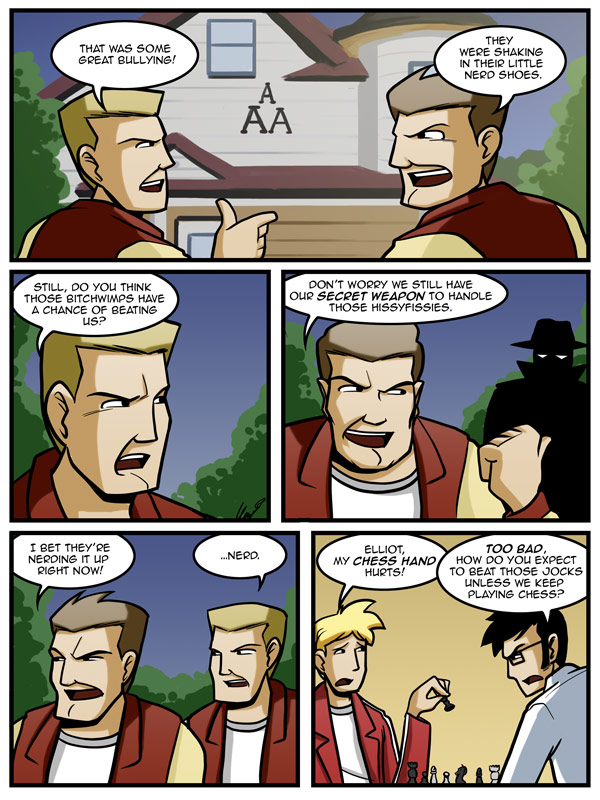 THAT WAS SOME
GREAT BULLYING!
THEY
WERE SHAKING
IN THEIR LITTLE
NERD SHOES.
A
AA
STILL, DO YOU THINK
THOSE BITCHWIMPS HAVE
A CHANCE OF BEATING
US?
DON'T WORRY WE STILL HAVE
OUR SECRET WEAPON TO HANDLE
THOSE HISSYFISSIES.
I BET THEY'RE
NERDING IT UP
RIGHT NOW!
...NERD.
ELLIOT,
MY CHESS HAND
HURTS!
TOO BAD,
HOW DO YOU EXPECT
TO BEAT THOSE JOCKS
UNLESS WE KEEP
PLAYING CHESS?